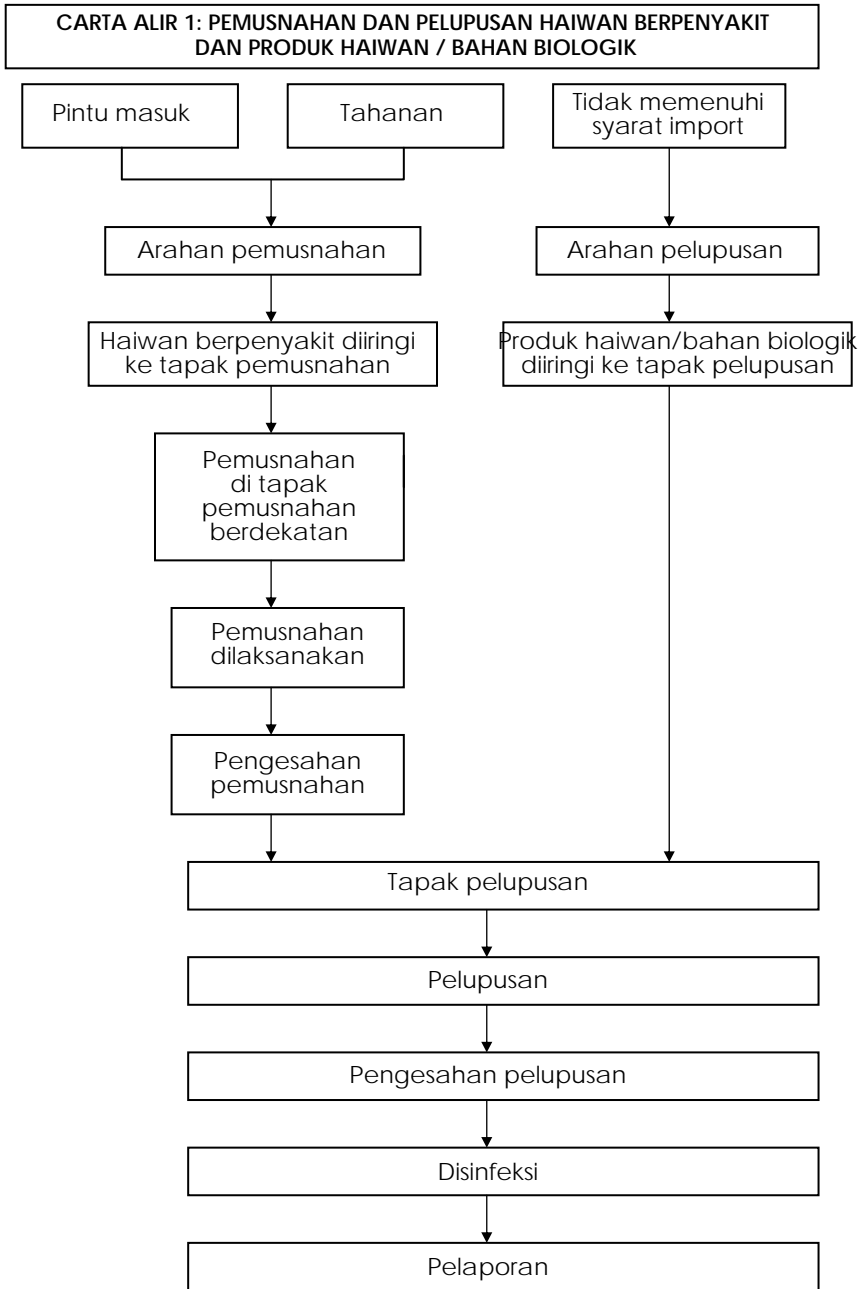 CARTA ALIR 1: PEMUSNAHAN DAN PELUPUSAN HAIWAN BERPENYAKIT
DAN PRODUK HAIWAN / BAHAN BIOLOGIK
Pintu masuk
Tahanan
Tidak memenuhi
syarat import
Arahan pemusnahan
Arahan pelupusan
Haiwan berpenyakit diiringi
ke tapak pemusnahan
Produk haiwan/bahan biologik
diiringi ke tapak pelupusan
Pemusnahan
di tapak
pemusnahan
berdekatan
Pemusnahan
dilaksanakan
Pengesahan
pemusnahan
Tapak pelupusan
Pelupusan
Pengesahan pelupusan
Disinfeksi
Pelaporan